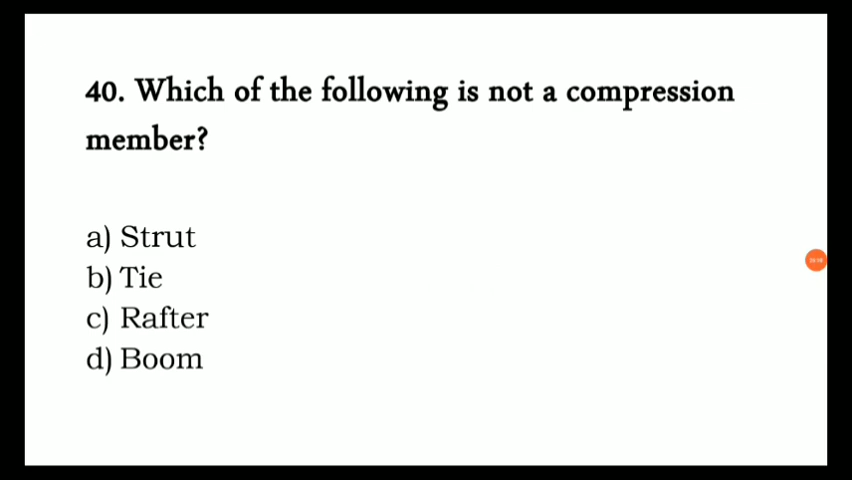 40. Which of the following is not a compression
member?
a) Strut
b) Tie
c) Rafter
d) Boom